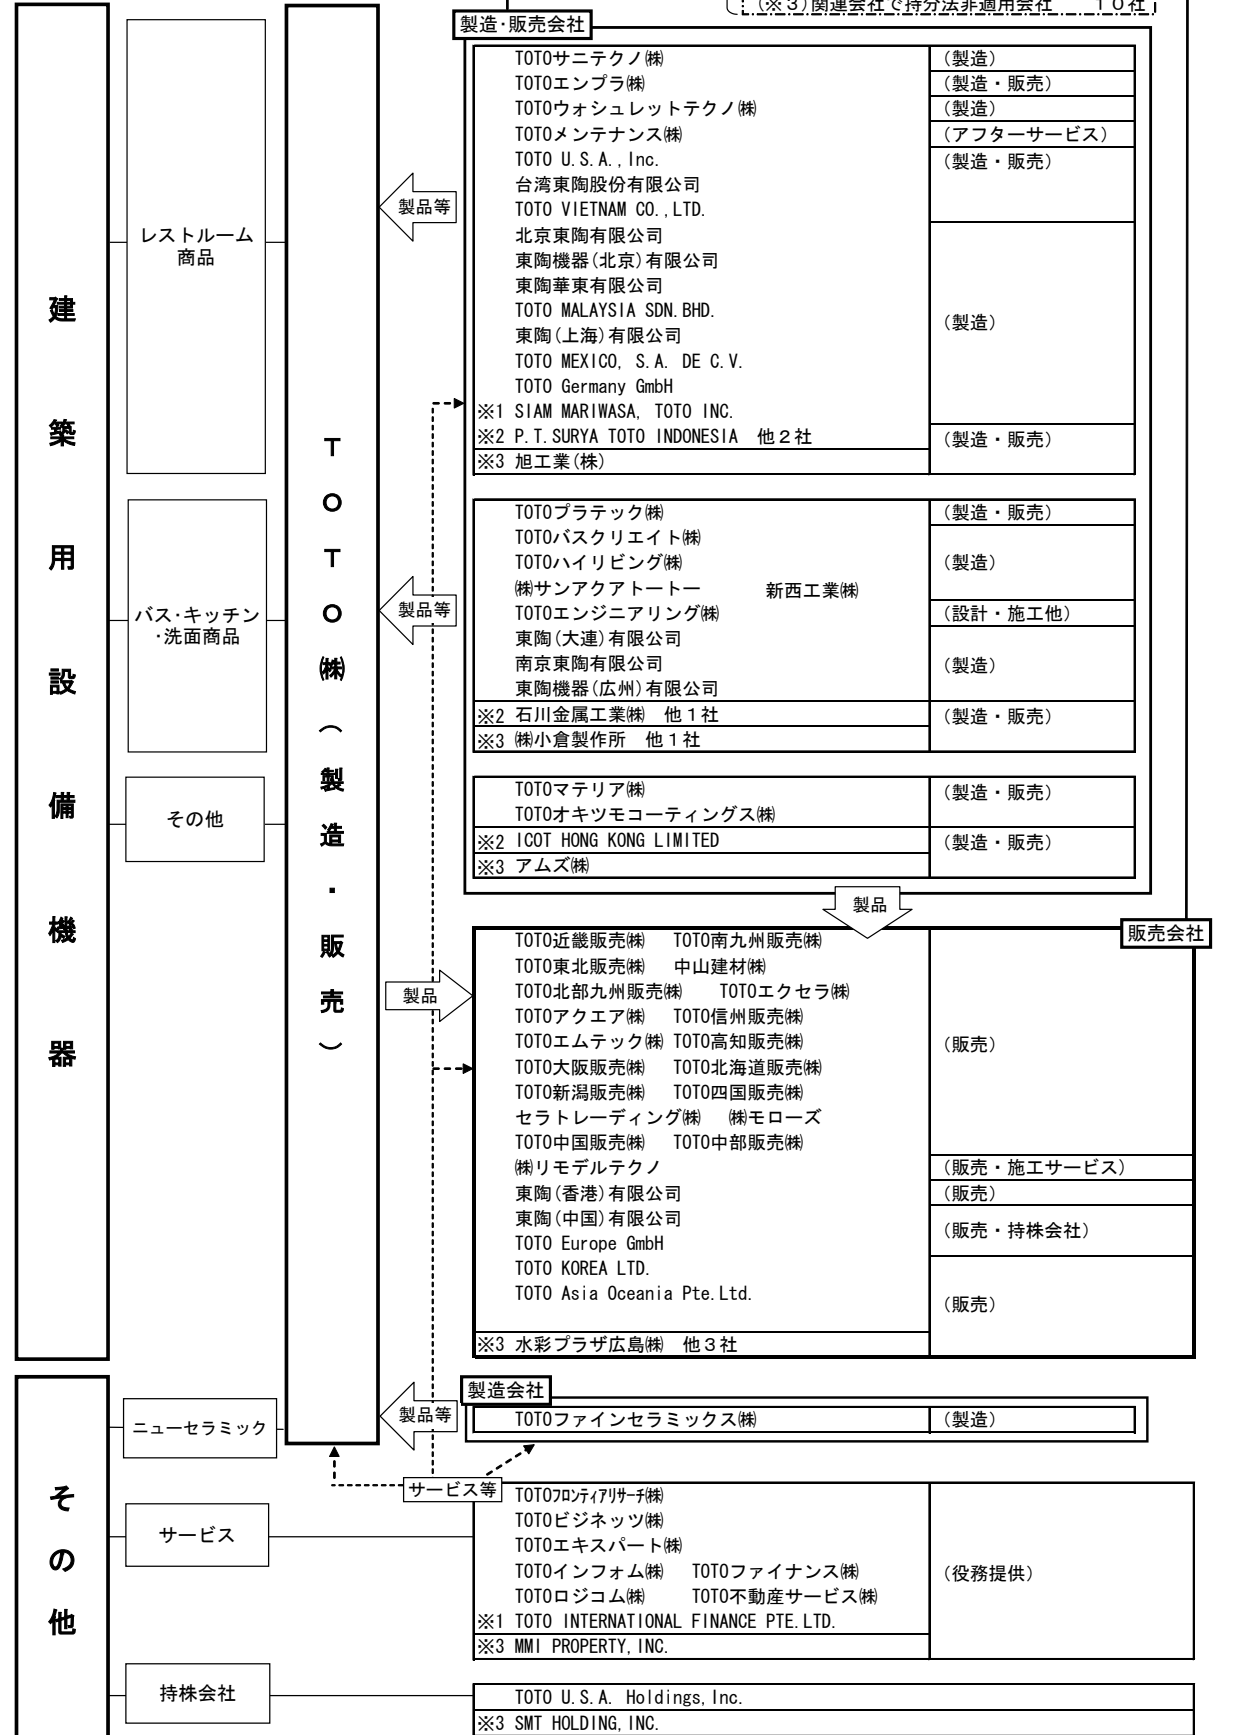 (※3)関連会社で持分法非適用会社　10社
製造・販売会社
TOTOサニテクノ㈱　(製造)
TOTOエンプラ㈱　(製造・販売)
TOTOウォシュレットテクノ㈱　(製造)
TOTOメンテナンス㈱　(アフターサービス)
TOTO U.S.A.,Inc.　(製造・販売)
台湾東陶股份有限公司
TOTO VIETNAM CO.,LTD.
製品等
レストルーム
商品
北京東陶有限公司
東陶機器(北京)有限公司
東陶華東有限公司
TOTO MALAYSIA SDN.BHD.
(製造)
東陶(上海)有限公司
TOTO MEXICO, S.A. DE C.V.
TOTO Germany GmbH
※1 SIAM MARIWASA, TOTO INC.
※2 P.T.SURYA TOTO INDONESIA　他2社　(製造・販売)
※3 旭工業(株)
建築用設備機器
TOTO㈱(製造・販売)
TOTOプラテック㈱　(製造・販売)
TOTOバスクリエイト㈱
TOTOハイリビング㈱　(製造)
㈱サンアクアトートー　新西工業㈱
TOTOエンジニアリング㈱　(設計・施工他)
製品等
バス・キッチン
・洗面商品
東陶(大連)有限公司
南京東陶有限公司　(製造)
東陶機器(広州)有限公司
※2 石川金属工業㈱　他1社　(製造・販売)
※3 ㈱小倉製作所　他1社
その他
TOTOマテリア㈱　(製造・販売)
TOTOオキツモコーティングス㈱
※2 ICOT HONG KONG LIMITED　(製造・販売)
※3 アムズ㈱
製品
販売会社
TOTO近畿販売㈱　TOTO南九州販売㈱
TOTO東北販売㈱　中山建材㈱
製品
TOTO北部九州販売㈱　TOTOエクセラ㈱
TOTOアクエア㈱　TOTO信州販売㈱
TOTOエムテック㈱　TOTO高知販売㈱　(販売)
TOTO大阪販売㈱　TOTO北海道販売㈱
TOTO新潟販売㈱　TOTO四国販売㈱
セラトレーディング㈱　㈱モローズ
TOTO中国販売㈱　TOTO中部販売㈱
㈱リモデルテクノ　(販売・施工サービス)
東陶(香港)有限公司　(販売)
東陶(中国)有限公司
(販売・持株会社)
TOTO Europe GmbH
TOTO KOREA LTD.
TOTO Asia Oceania Pte.Ltd.
(販売)
※3 水彩プラザ広島㈱　他3社
その他
製造会社
ニューセラミック
製品等
TOTOファインセラミックス㈱　(製造)
サービス等
サービス
TOTOフロンティアリサーチ㈱
TOTOビジネッツ㈱
TOTOエキスパート㈱
TOTOインフォム㈱　TOTOファイナンス㈱　(役務提供)
TOTOロジコム㈱　TOTO不動産サービス㈱
※1 TOTO INTERNATIONAL FINANCE PTE.LTD.
※3 MMI PROPERTY,INC.
持株会社
TOTO U.S.A. Holdings,Inc.
※3 SMT HOLDING,INC.